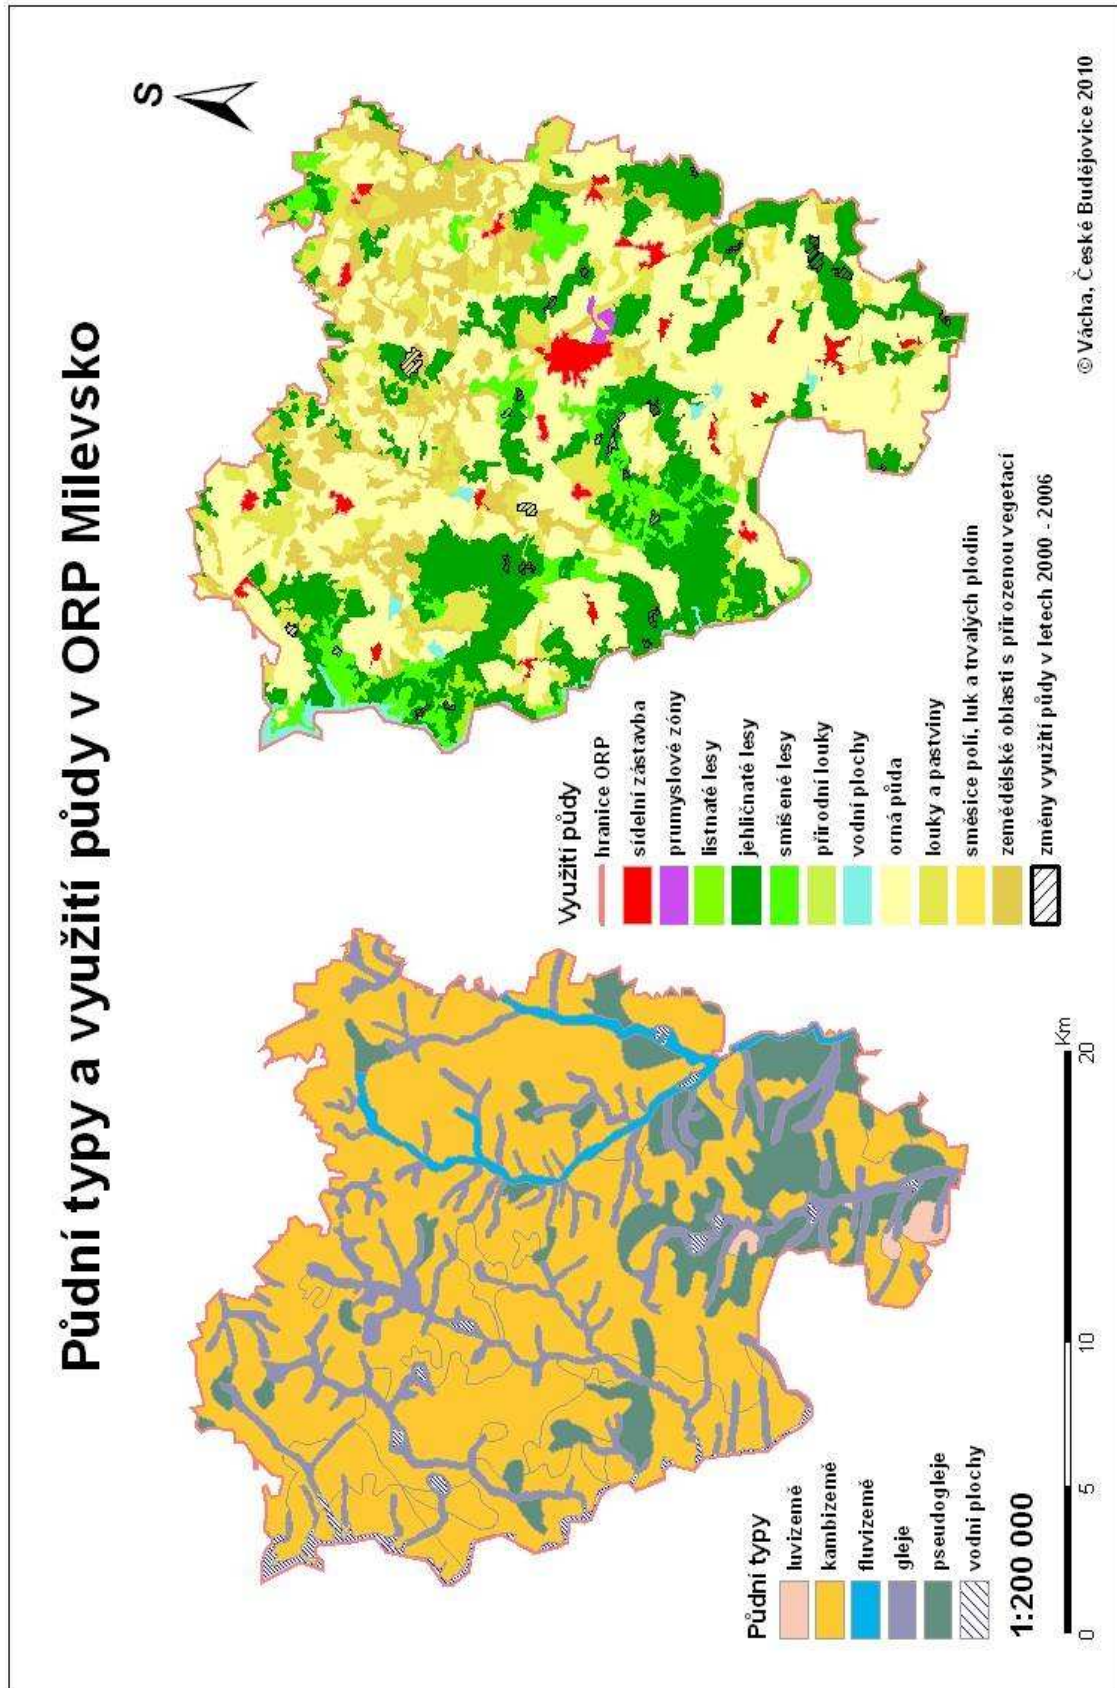 Půdní typy a využití půdy v ORP Milevsko
S
Půdní typy
luvizemě
kambizemě
fluvizemě
gleje
pseudogleje
vodní plochy
1:200 000
0 5 10 20
Km
Využití půdy
hranice ORP
sídelní zástavba
prumyslové zóny
listnaté lesy
jehličnaté lesy
smíšené lesy
přírodní louky
vodní plochy
orná půda
louky a pastviny
směsice polí, luk a trvalých plodin
zemědělské oblasti s přirozenou vegetací
změny využití půdy v letech 2000 - 2006
© Vácha, České Budějovice 2010